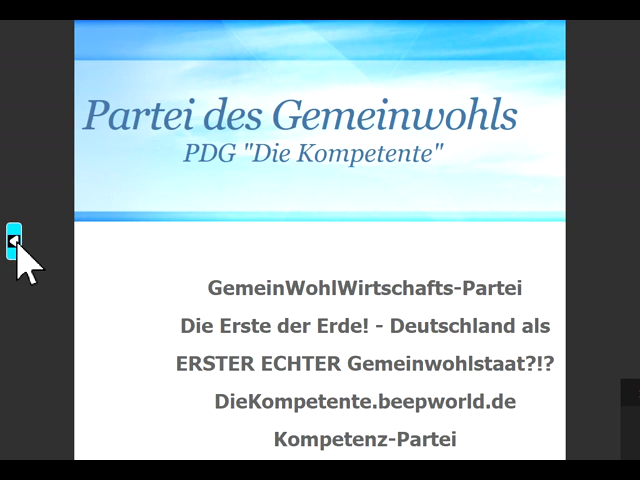 Partei des Gemeinwohls
PDG "Die Kompetente"
GemeinWohlWirtschafts-Partei
Die Erste der Erde! - Deutschland als
ERSTER ECHTER Gemeinwohlstaat?!?
DieKompetente.beepworld.de
Kompetenz-Partei